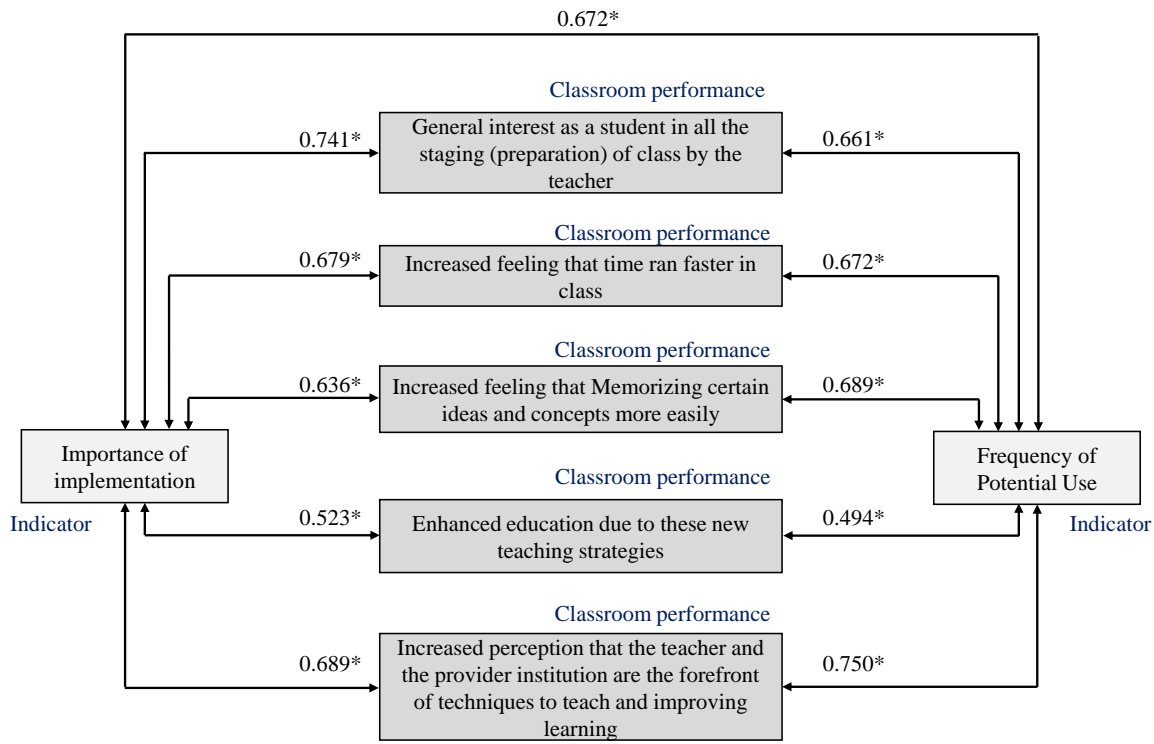 0.672*
Classroom performance
0.741*
General interest as a student in all the
staging (preparation) of class by the
teacher
0.661*
Classroom performance
0.679*
Increased feeling that time ran faster in
class
0.672*
Classroom performance
0.636*
Increased feeling that Memorizing certain
ideas and concepts more easily
0.689*
Importance of
implementation
Indicator
Frequency of
Potential Use
Indicator
Classroom performance
0.523*
Enhanced education due to these new
teaching strategies
0.494*
Classroom performance
0.689*
Increased perception that the teacher and
the provider institution are the forefront
of techniques to teach and improving
learning
0.750*